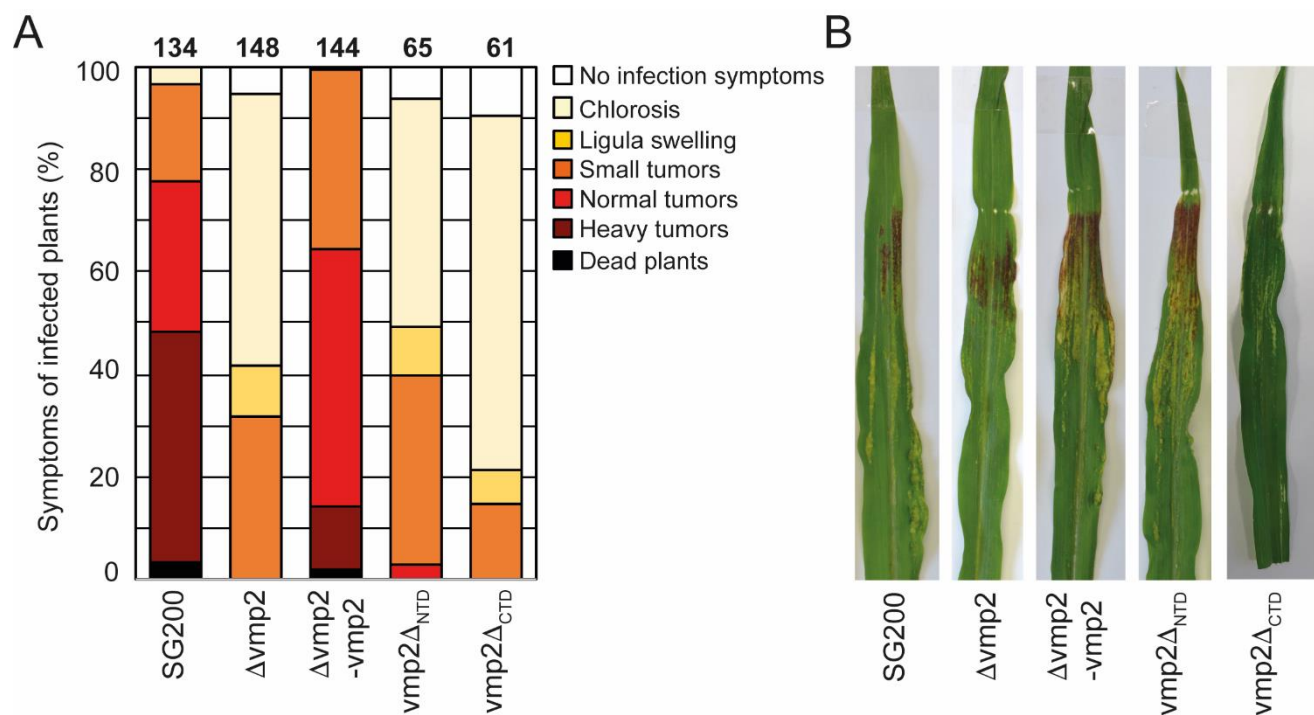 A
134 148 144 65 61
100
80
60
40
20
0
Symptoms of infected plants (%)
No infection symptoms
Chlorosis
Ligula swelling
Small tumors
Normal tumors
Heavy tumors
Dead plants
SG200
Δvmp2
Δvmp2
-vmp2
vmp2ΔNTD
vmp2ΔCTD
B
SG200
Δvmp2
Δvmp2
-vmp2
vmp2ΔNTD
vmp2ΔCTD